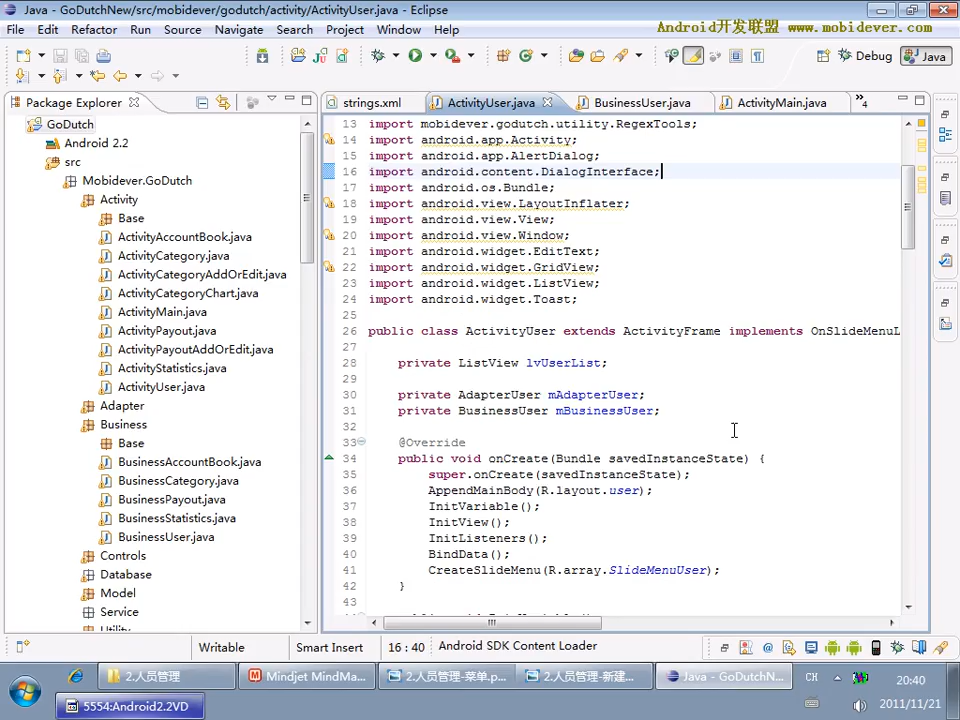 Java - GoDutchNew/src/mobidever/godutch/activity/ActivityUser.java - Eclipse
File Edit Refactor Run Source Navigate Search Project Window Help
Android开发联盟 www.mobidever.com
Debug Java
Package Explorer
strings.xml ActivityUser.java BusinessUser.java ActivityMain.java »4
GoDutch
Android 2.2
src
Mobidever.GoDutch
Activity
Base
ActivityAccountBook.java
ActivityCategory.java
ActivityCategoryAddOrEdit.java
ActivityCategoryChart.java
ActivityMain.java
ActivityPayout.java
ActivityPayoutAddOrEdit.java
ActivityStatistics.java
ActivityUser.java
Adapter
Business
Base
BusinessAccountBook.java
BusinessCategory.java
BusinessPayout.java
BusinessStatistics.java
BusinessUser.java
Controls
Database
Model
Service
Utility
13 import mobidever.godutch.utility.RegexTools;
14 import android.app.Activity;
15 import android.app.AlertDialog;
16 import android.content.DialogInterface;
17 import android.os.Bundle;
18 import android.view.LayoutInflater;
19 import android.view.View;
20 import android.view.Window;
21 import android.widget.EditText;
22 import android.widget.GridView;
23 import android.widget.ListView;
24 import android.widget.Toast;
25
26 public class ActivityUser extends ActivityFrame implements OnSlideMenuL
27
28 private ListView lvUserList;
29
30 private AdapterUser mAdapterUser;
31 private BusinessUser mBusinessUser;
32
33 @Override
34 public void onCreate(Bundle savedInstanceState) {
35 super.onCreate(savedInstanceState);
36 AppendMainBody(R.layout.user);
37 InitVariable();
38 InitView();
39 InitListeners();
40 BindData();
41 CreateSlideMenu(R.array.SlideMenuUser);
42 }
43
Writable Smart Insert 16 : 40 Android SDK Content Loader
2.人员管理 Mindjet MindMa... 2.人员管理-菜单.p... 2.人员管理-新建... Java - GoDutchN... CH 20:40
5554:Android2.2VD 2011/11/21